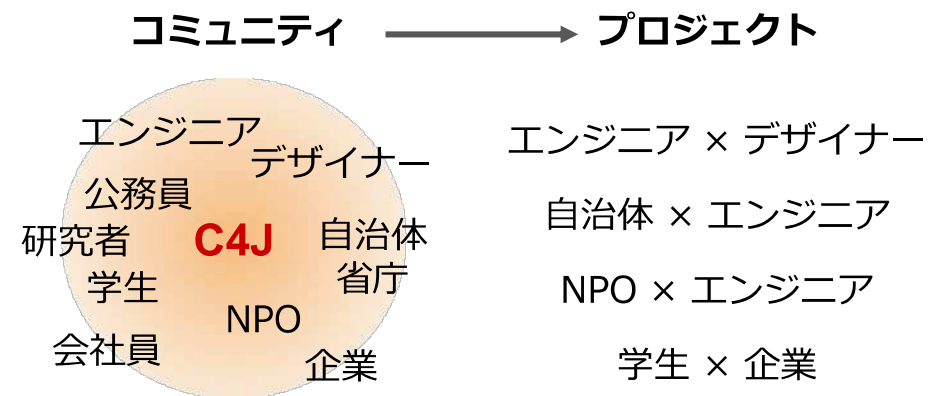 コミュニティ
プロジェクト
エンジニア
デザイナー
公務員
研究者
C4J
自治体
省庁
学生
NPO
会社員
企業
エンジニア × デザイナー
自治体 × エンジニア
NPO × エンジニア
学生 × 企業